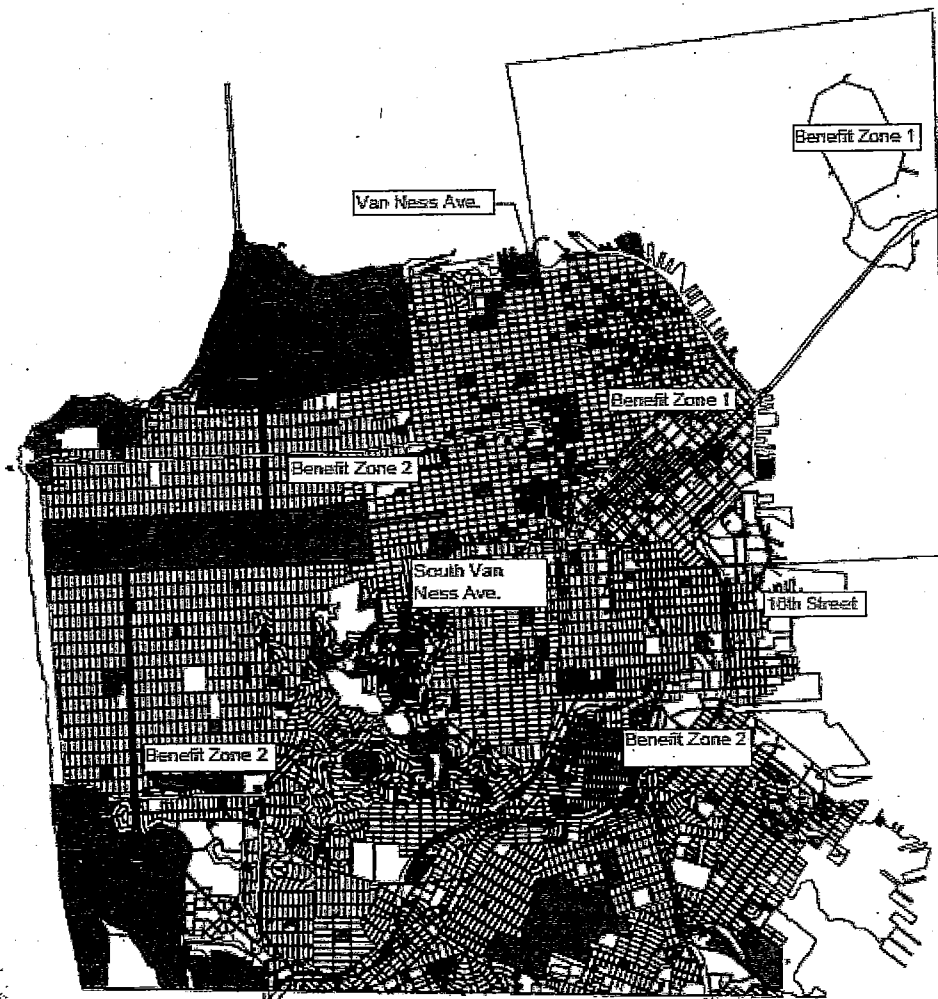 Benefit Zone 1
Van Ness Ave.
Benefit Zone 1
Benefit Zone 2
South Van
Ness Ave.
16th Street
Benefit Zone 2
Benefit Zone 2